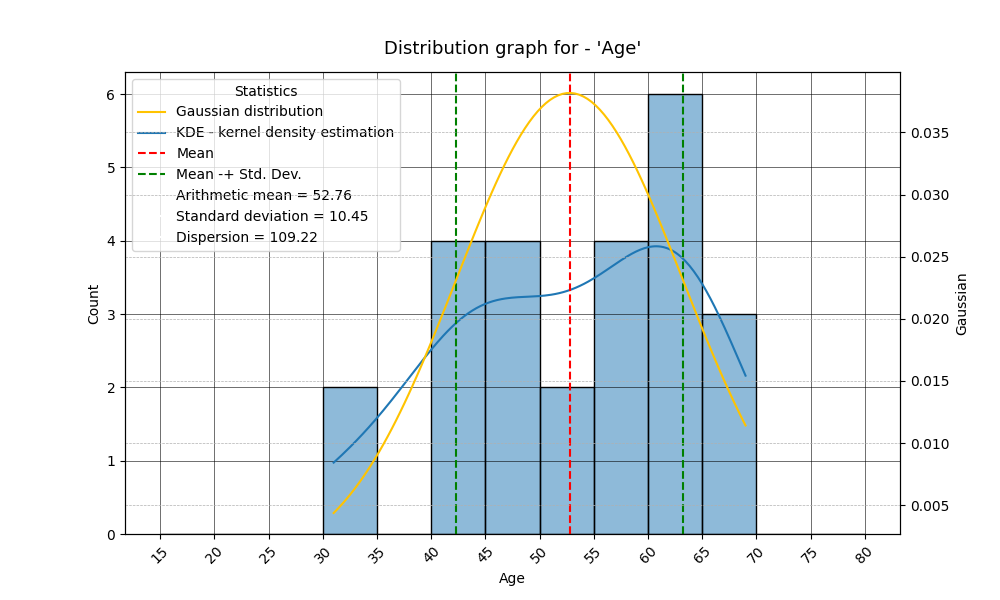 Distribution graph for - 'Age'
Statistics
Gaussian distribution
KDE - kernel density estimation
Mean
Mean -+ Std. Dev.
Arithmetic mean = 52.76
Standard deviation = 10.45
Dispersion = 109.22
6
5
4
3
2
1
0
Count
0.035
0.030
0.025
0.020
0.015
0.010
0.005
Gaussian
15 20 25 30 35 40 45 50 55 60 65 70 75 80
Age